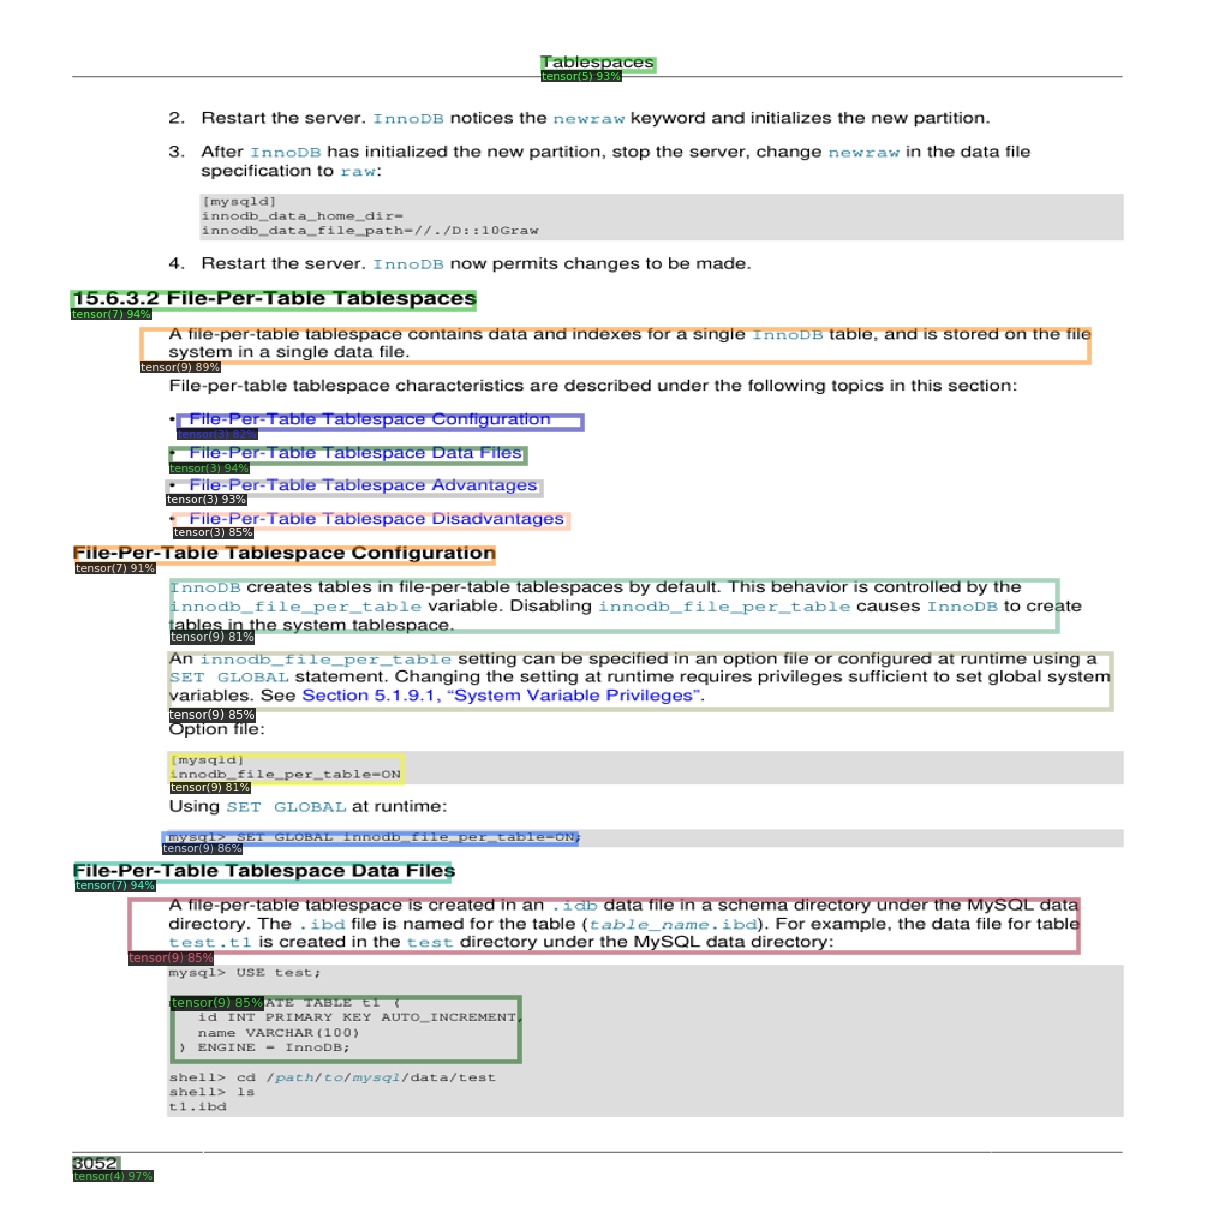 Tablespaces
tensor(5) 93%
2. Restart the server. InnoDB notices the newraw keyword and initializes the new partition.
3. After InnoDB has initialized the new partition, stop the server, change newraw in the data file
specification to raw:
[mysqld]
innodb_data_home_dir=
innodb_data_file_path=//./D::10Graw
4. Restart the server. InnoDB now permits changes to be made.
15.6.3.2 File-Per-Table Tablespaces
tensor(7) 94%
A file-per-table tablespace contains data and indexes for a single InnoDB table, and is stored on the file
system in a single data file.
tensor(9) 89%
File-per-table tablespace characteristics are described under the following topics in this section:
• File-Per-Table Tablespace Configuration
tensor(3) 82%
• File-Per-Table Tablespace Data Files
tensor(3) 94%
• File-Per-Table Tablespace Advantages
tensor(3) 93%
• File-Per-Table Tablespace Disadvantages
tensor(3) 85%
File-Per-Table Tablespace Configuration
tensor(7) 91%
InnoDB creates tables in file-per-table tablespaces by default. This behavior is controlled by the
innodb_file_per_table variable. Disabling innodb_file_per_table causes InnoDB to create
tables in the system tablespace.
tensor(9) 81%
An innodb_file_per_table setting can be specified in an option file or configured at runtime using a
SET GLOBAL statement. Changing the setting at runtime requires privileges sufficient to set global system
variables. See Section 5.1.9.1, “System Variable Privileges”.
tensor(9) 85%
Option file:
[mysqld]
innodb_file_per_table=ON
tensor(9) 81%
Using SET GLOBAL at runtime:
mysql> SET GLOBAL innodb_file_per_table=ON;
tensor(9) 86%
File-Per-Table Tablespace Data Files
tensor(7) 94%
A file-per-table tablespace is created in an .idb data file in a schema directory under the MySQL data
directory. The .ibd file is named for the table (table_name.ibd). For example, the data file for table
test.t1 is created in the test directory under the MySQL data directory:
tensor(9) 85%
mysql> USE test;
tensor(9) 85% ATE TABLE t1 (
id INT PRIMARY KEY AUTO_INCREMENT,
name VARCHAR(100)
) ENGINE = InnoDB;
shell> cd /path/to/mysql/data/test
shell> ls
t1.ibd
3052
tensor(4) 97%